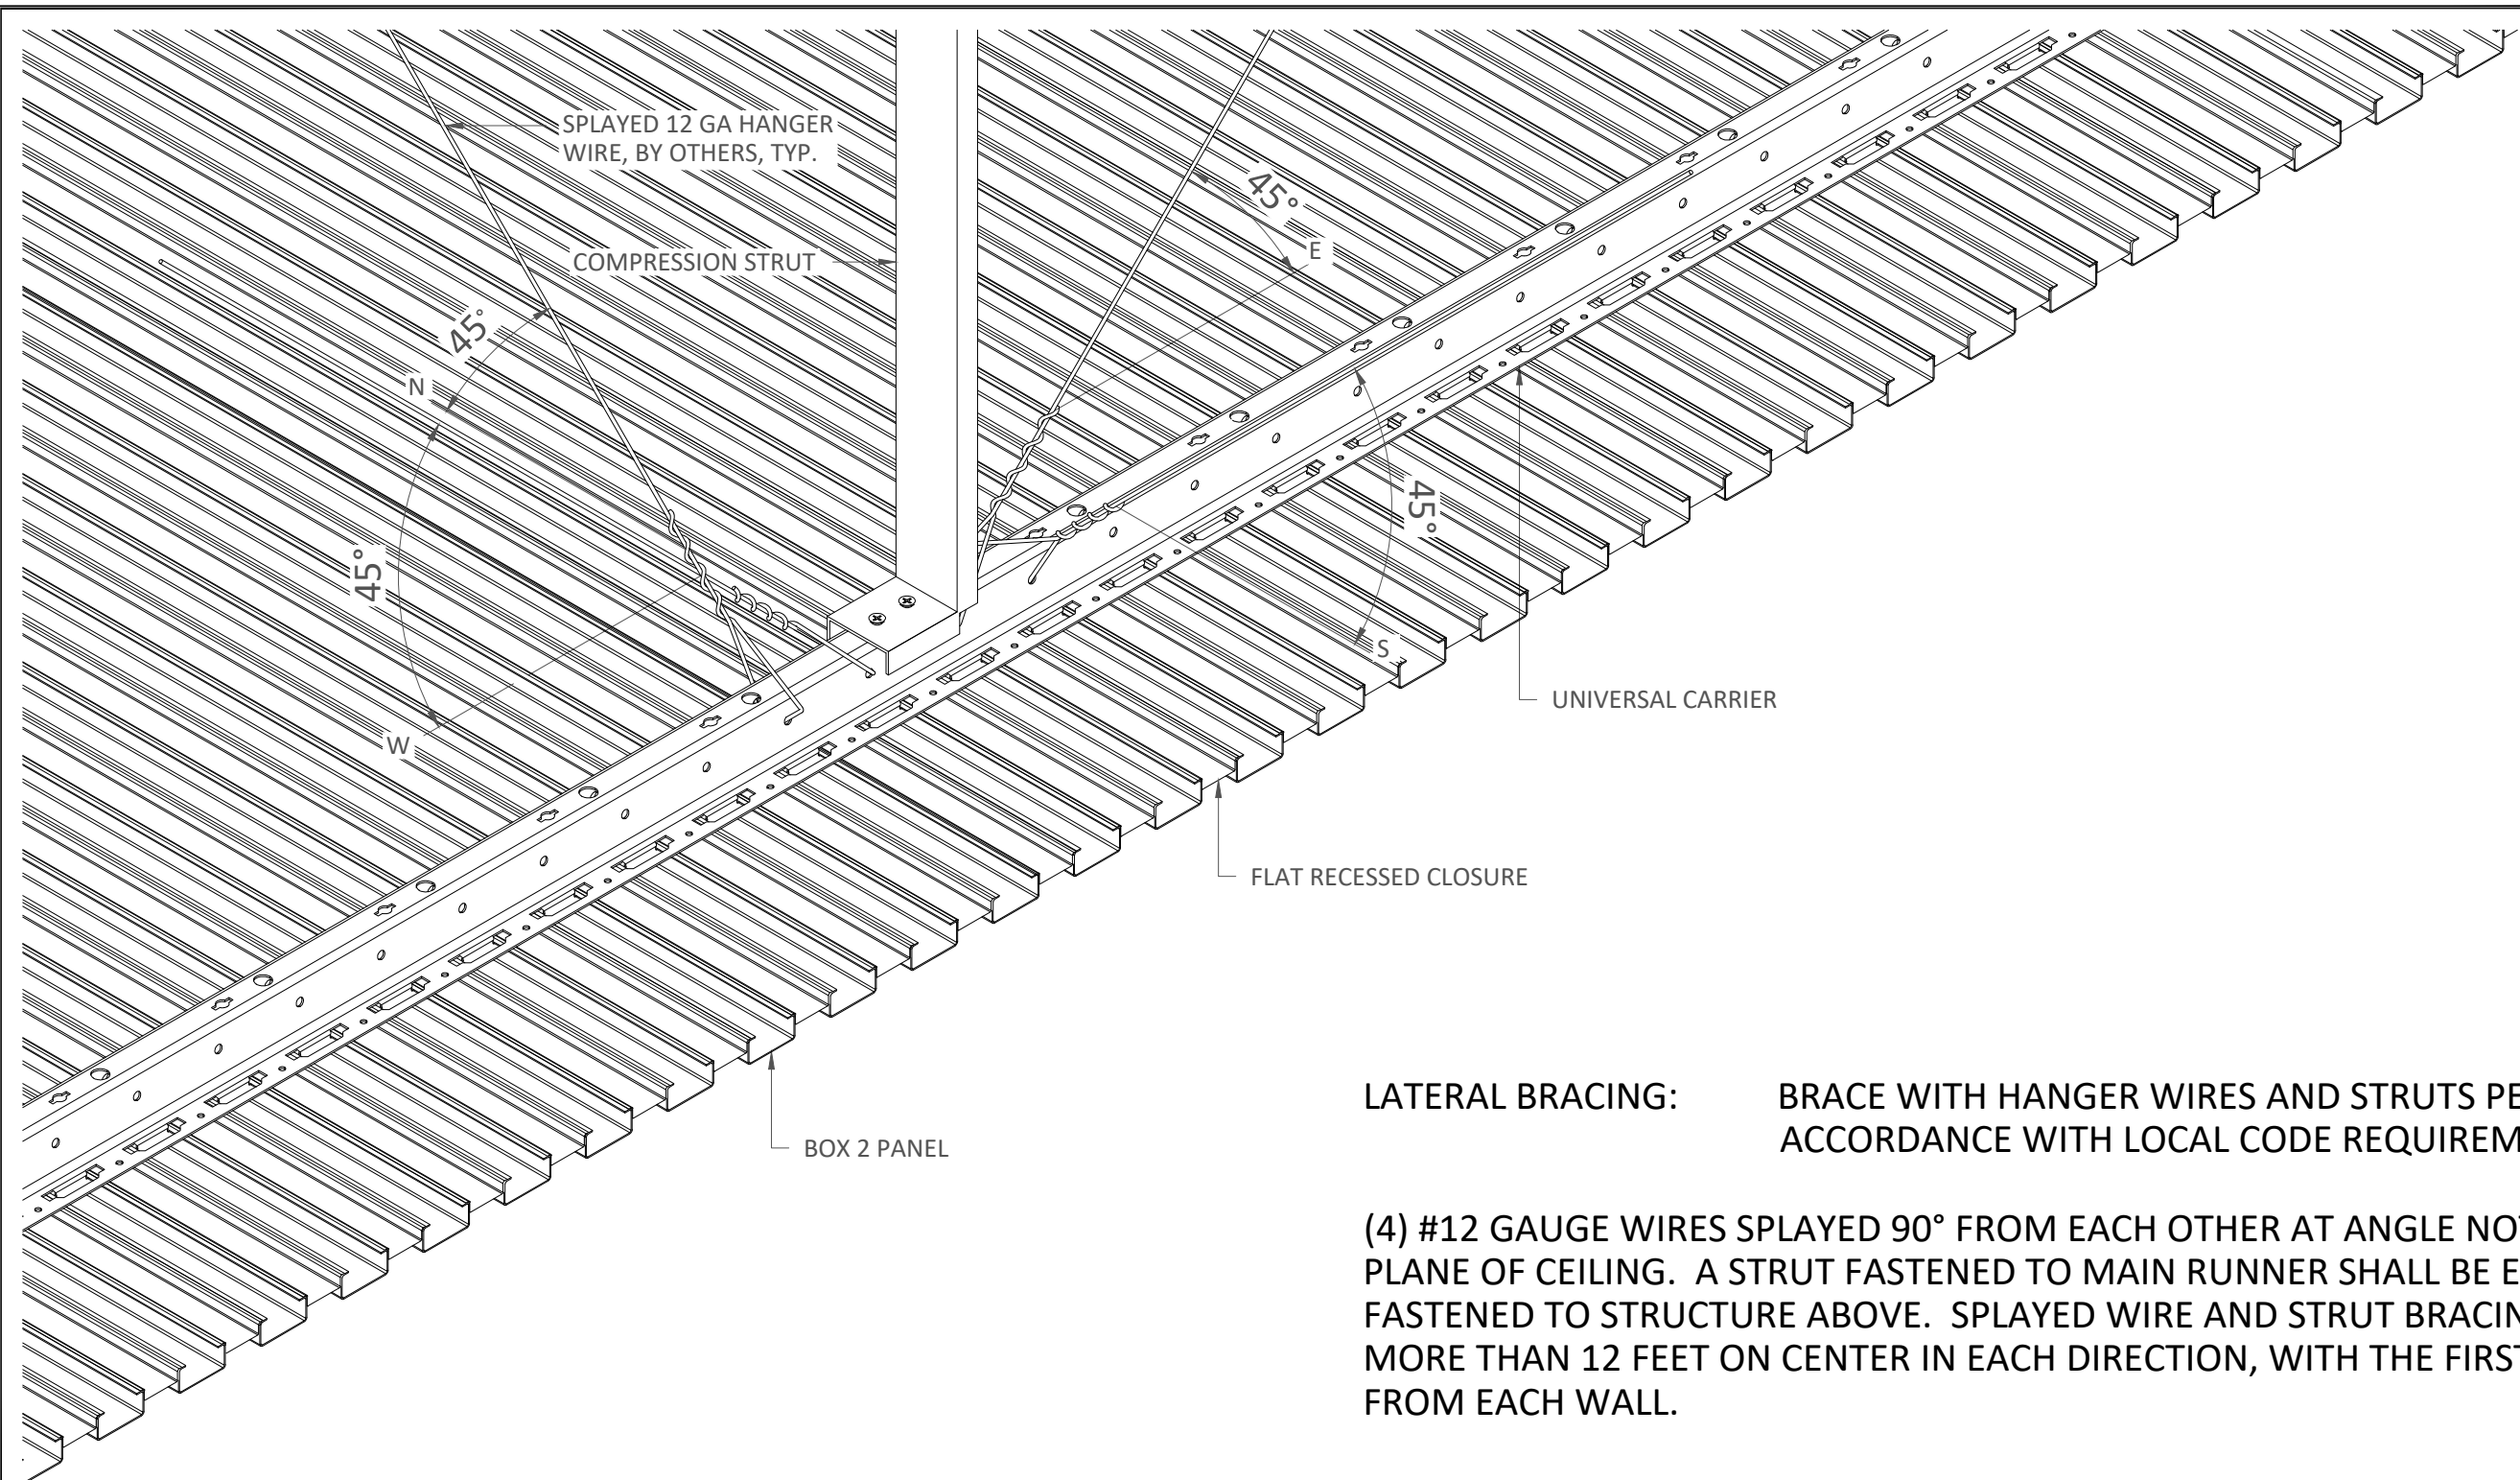 SPLAYED 12 GA HANGER
WIRE, BY OTHERS, TYP.
45°
E
COMPRESSION STRUT
45°
N
45°
45°
S
W
UNIVERSAL CARRIER
FLAT RECESSED CLOSURE
BOX 2 PANEL
LATERAL BRACING: BRACE WITH HANGER WIRES AND STRUTS
ACCORDANCE WITH LOCAL CODE
(4) #12 GAUGE WIRES SPLAYED 90° FROM EACH OTHER AT ANGLE
PLANE OF CEILING. A STRUT FASTENED TO MAIN RUNNER SHALL BE
FASTENED TO STRUCTURE ABOVE. SPLAYED WIRE AND STRUT
MORE THAN 12 FEET ON CENTER IN EACH DIRECTION, WITH THE FIRST
FROM EACH WALL.